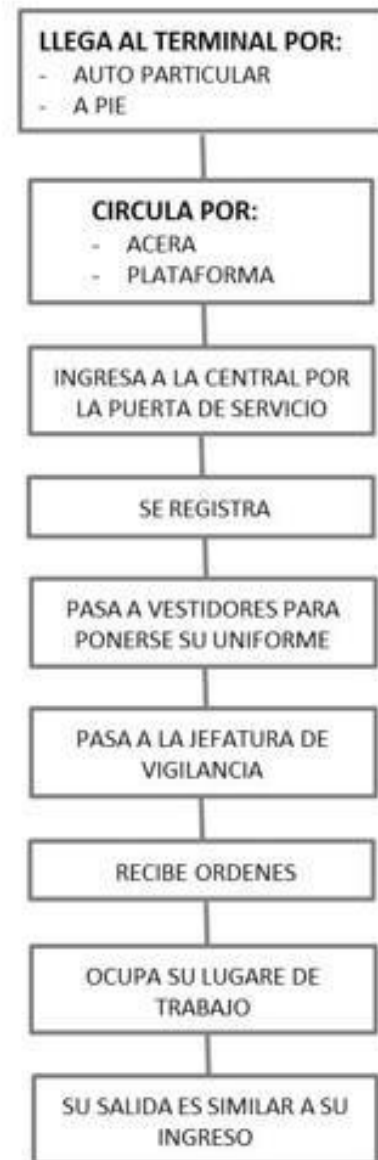 LLEGA AL TERMINAL POR:
- AUTO PARTICULAR
- A PIE
CIRCULA POR:
- ACERA
- PLATAFORMA
INGRESA A LA CENTRAL POR
LA PUERTA DE SERVICIO
SE REGISTRA
PASA A VESTIDORES PARA
PONERSE SU UNIFORME
PASA A LA JEFATURA DE
VIGILANCIA
RECIBE ORDENES
OCUPA SU LUGARE DE
TRABAJO
SU SALIDA ES SIMILAR A SU
INGRESO